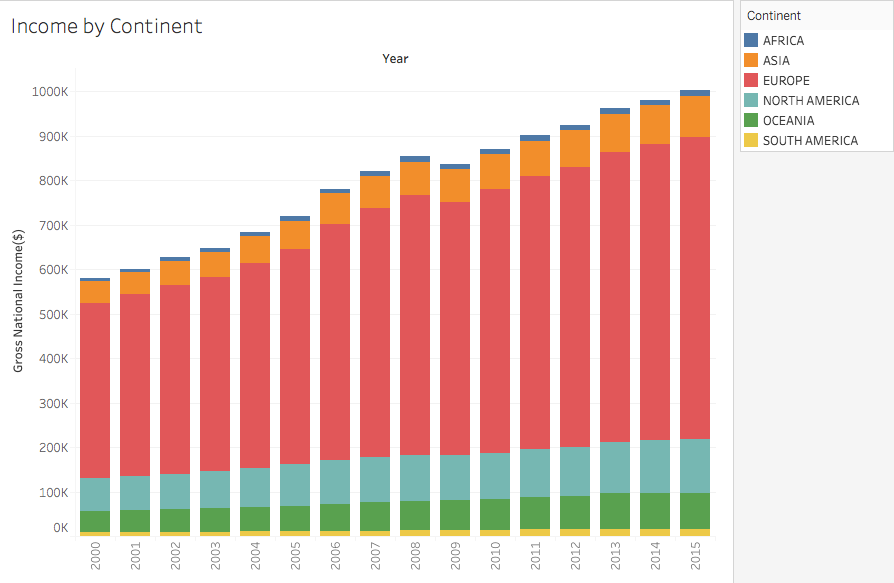 Income by Continent
Year
Gross National Income($)
1000K
900K
800K
700K
600K
500K
400K
300K
200K
100K
0K
2000
2001
2002
2003
2004
2005
2006
2007
2008
2009
2010
2011
2012
2013
2014
2015
Continent
AFRICA
ASIA
EUROPE
NORTH AMERICA
OCEANIA
SOUTH AMERICA